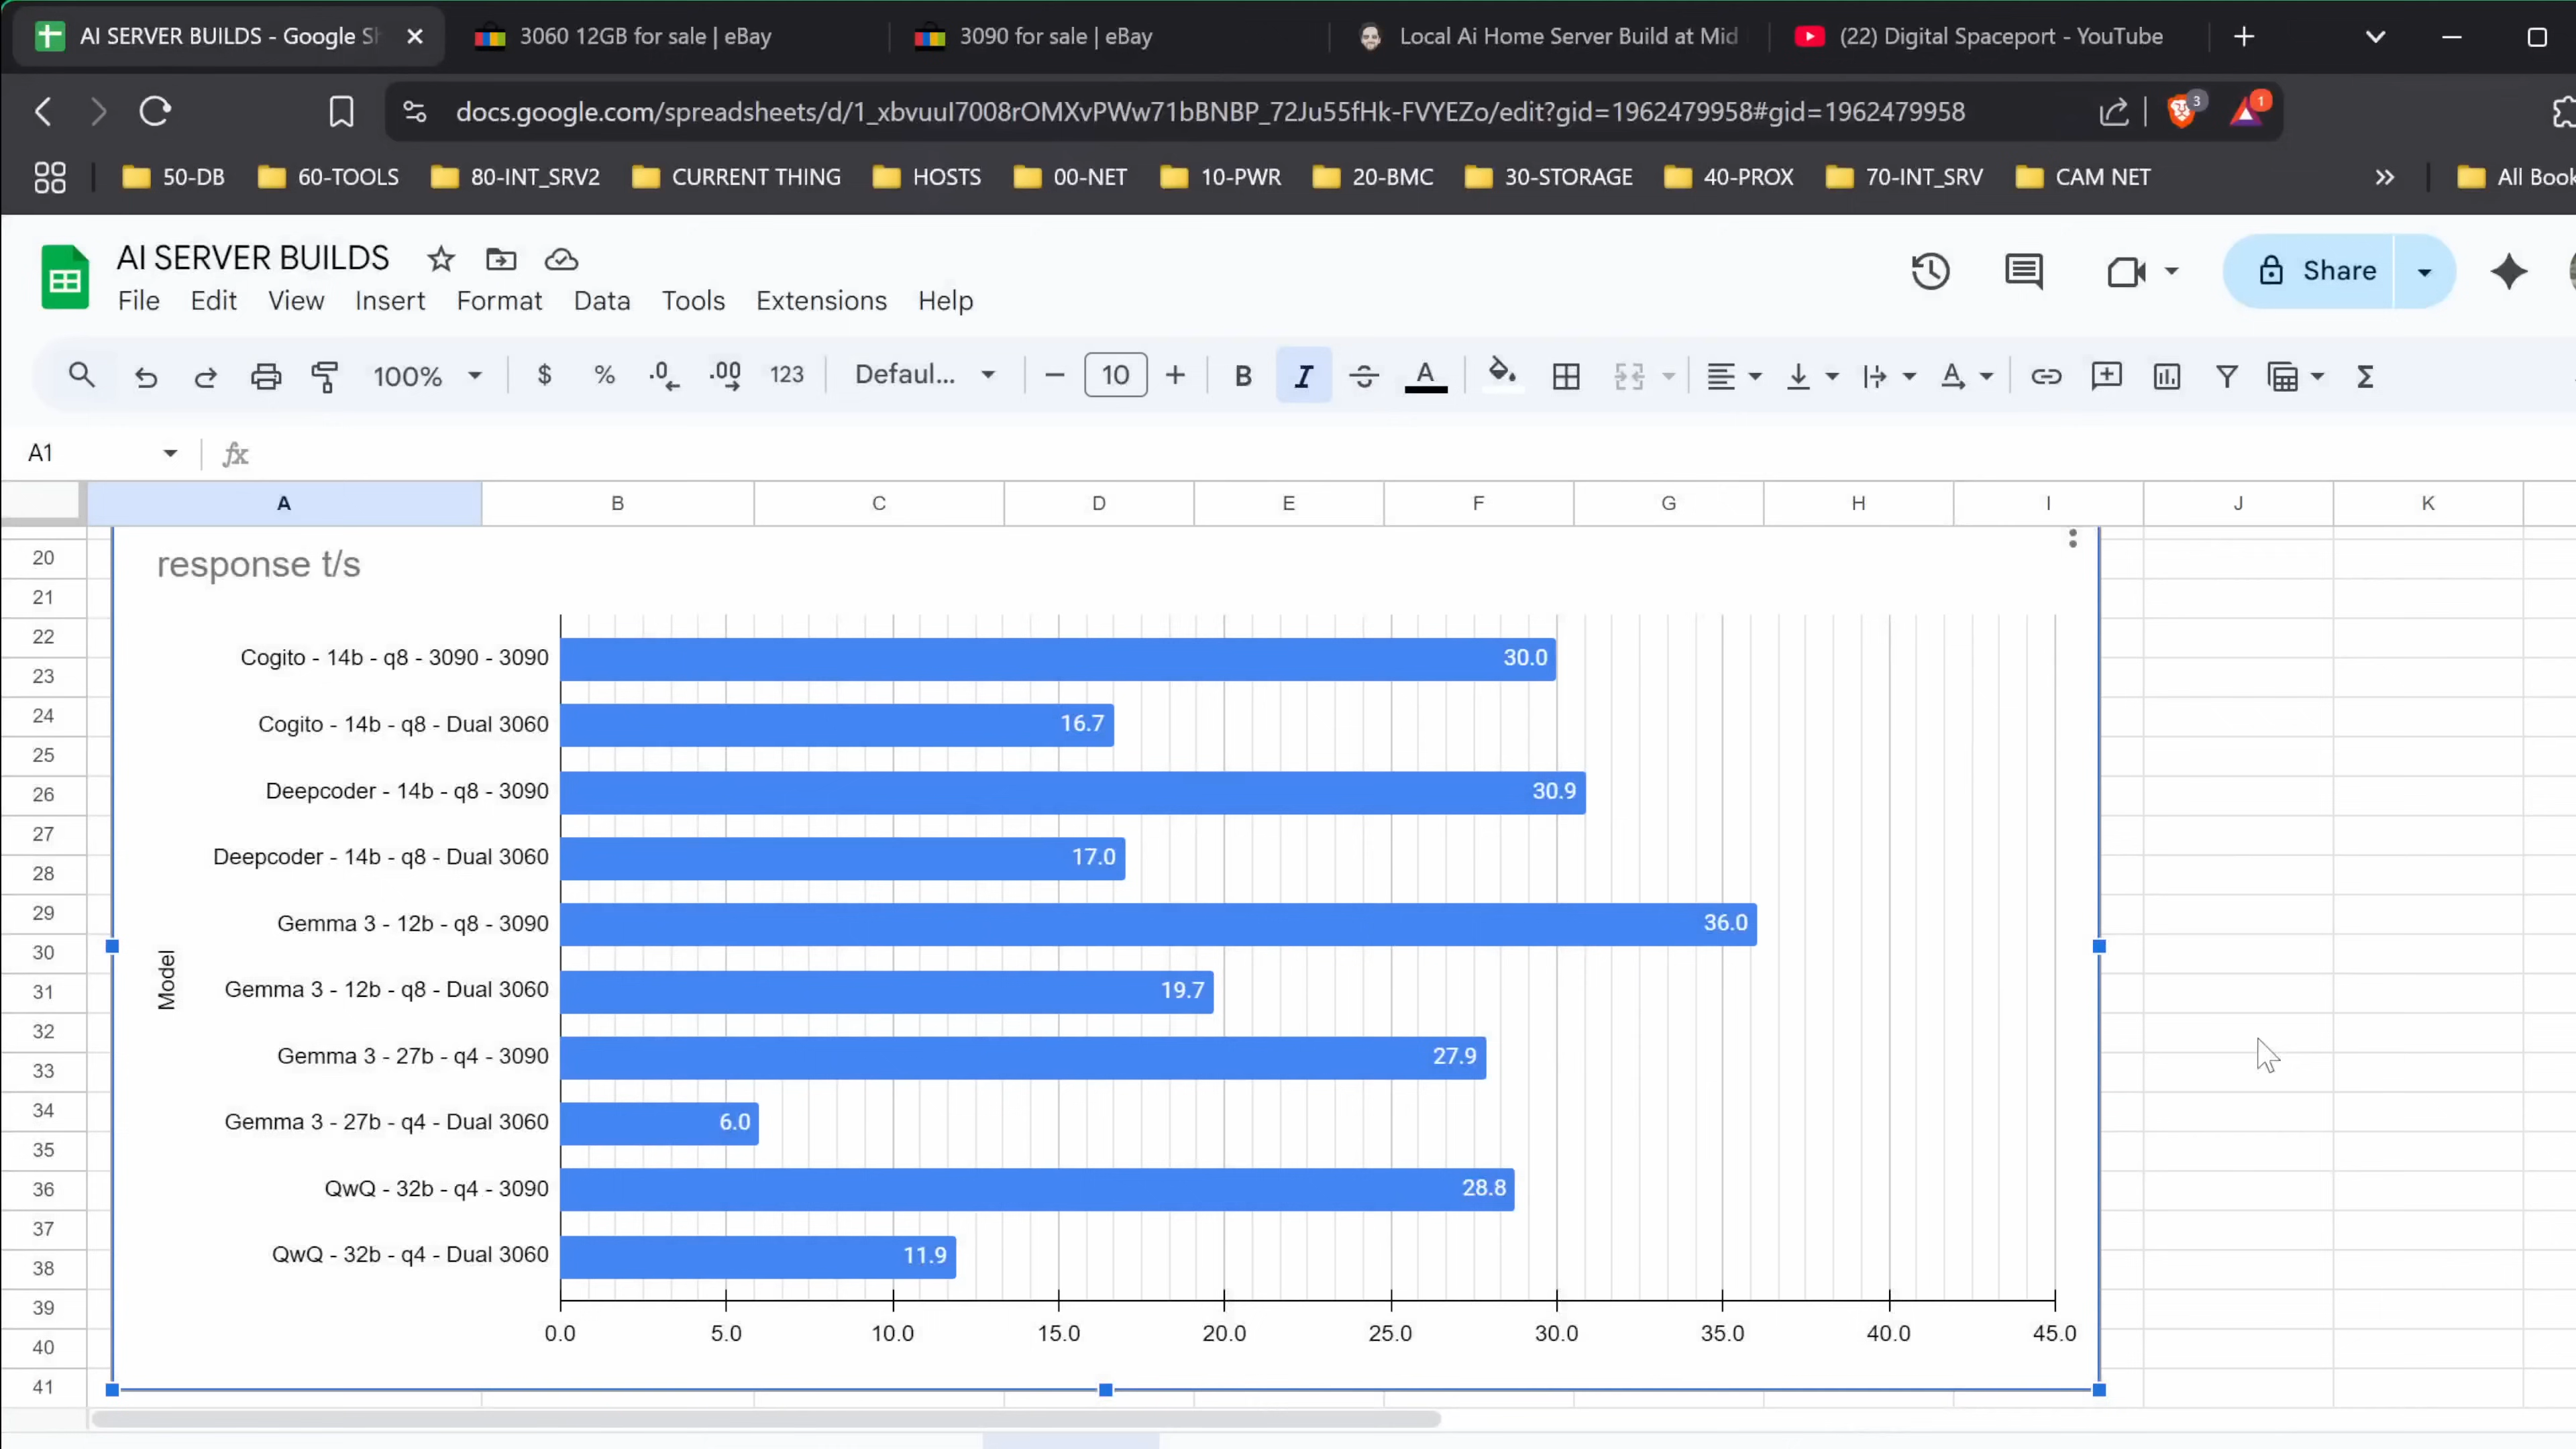 AI SERVER BUILDS - Google Sh
3060 12GB for sale | eBay
3090 for sale | eBay
Local Ai Home Server Build at Mid
(22) Digital Spaceport - YouTube
docs.google.com/spreadsheets/d/1_xbvuuI7008rOMXvPWw71bBNBP_72Ju55fHk-FVYEZo/edit?gid=1962479958#gid=1962479958
3
1
50-DB
60-TOOLS
80-INT_SRV2
CURRENT THING
HOSTS
00-NET
10-PWR
20-BMC
30-STORAGE
40-PROX
70-INT_SRV
CAM NET
All Book
AI SERVER BUILDS
File Edit View Insert Format Data Tools Extensions Help
Share
100% $ % .0 .00 123 Defaul... 10 B I A Σ
A1 fx
A B C D E F G H I J K
20
21
22
23
24
25
26
27
28
29
30
31
32
33
34
35
36
37
38
39
40
41
response t/s
Model
Cogito - 14b - q8 - 3090 - 3090 30.0
Cogito - 14b - q8 - Dual 3060 16.7
Deepcoder - 14b - q8 - 3090 30.9
Deepcoder - 14b - q8 - Dual 3060 17.0
Gemma 3 - 12b - q8 - 3090 36.0
Gemma 3 - 12b - q8 - Dual 3060 19.7
Gemma 3 - 27b - q4 - 3090 27.9
Gemma 3 - 27b - q4 - Dual 3060 6.0
QwQ - 32b - q4 - 3090 28.8
QwQ - 32b - q4 - Dual 3060 11.9
0.0 5.0 10.0 15.0 20.0 25.0 30.0 35.0 40.0 45.0